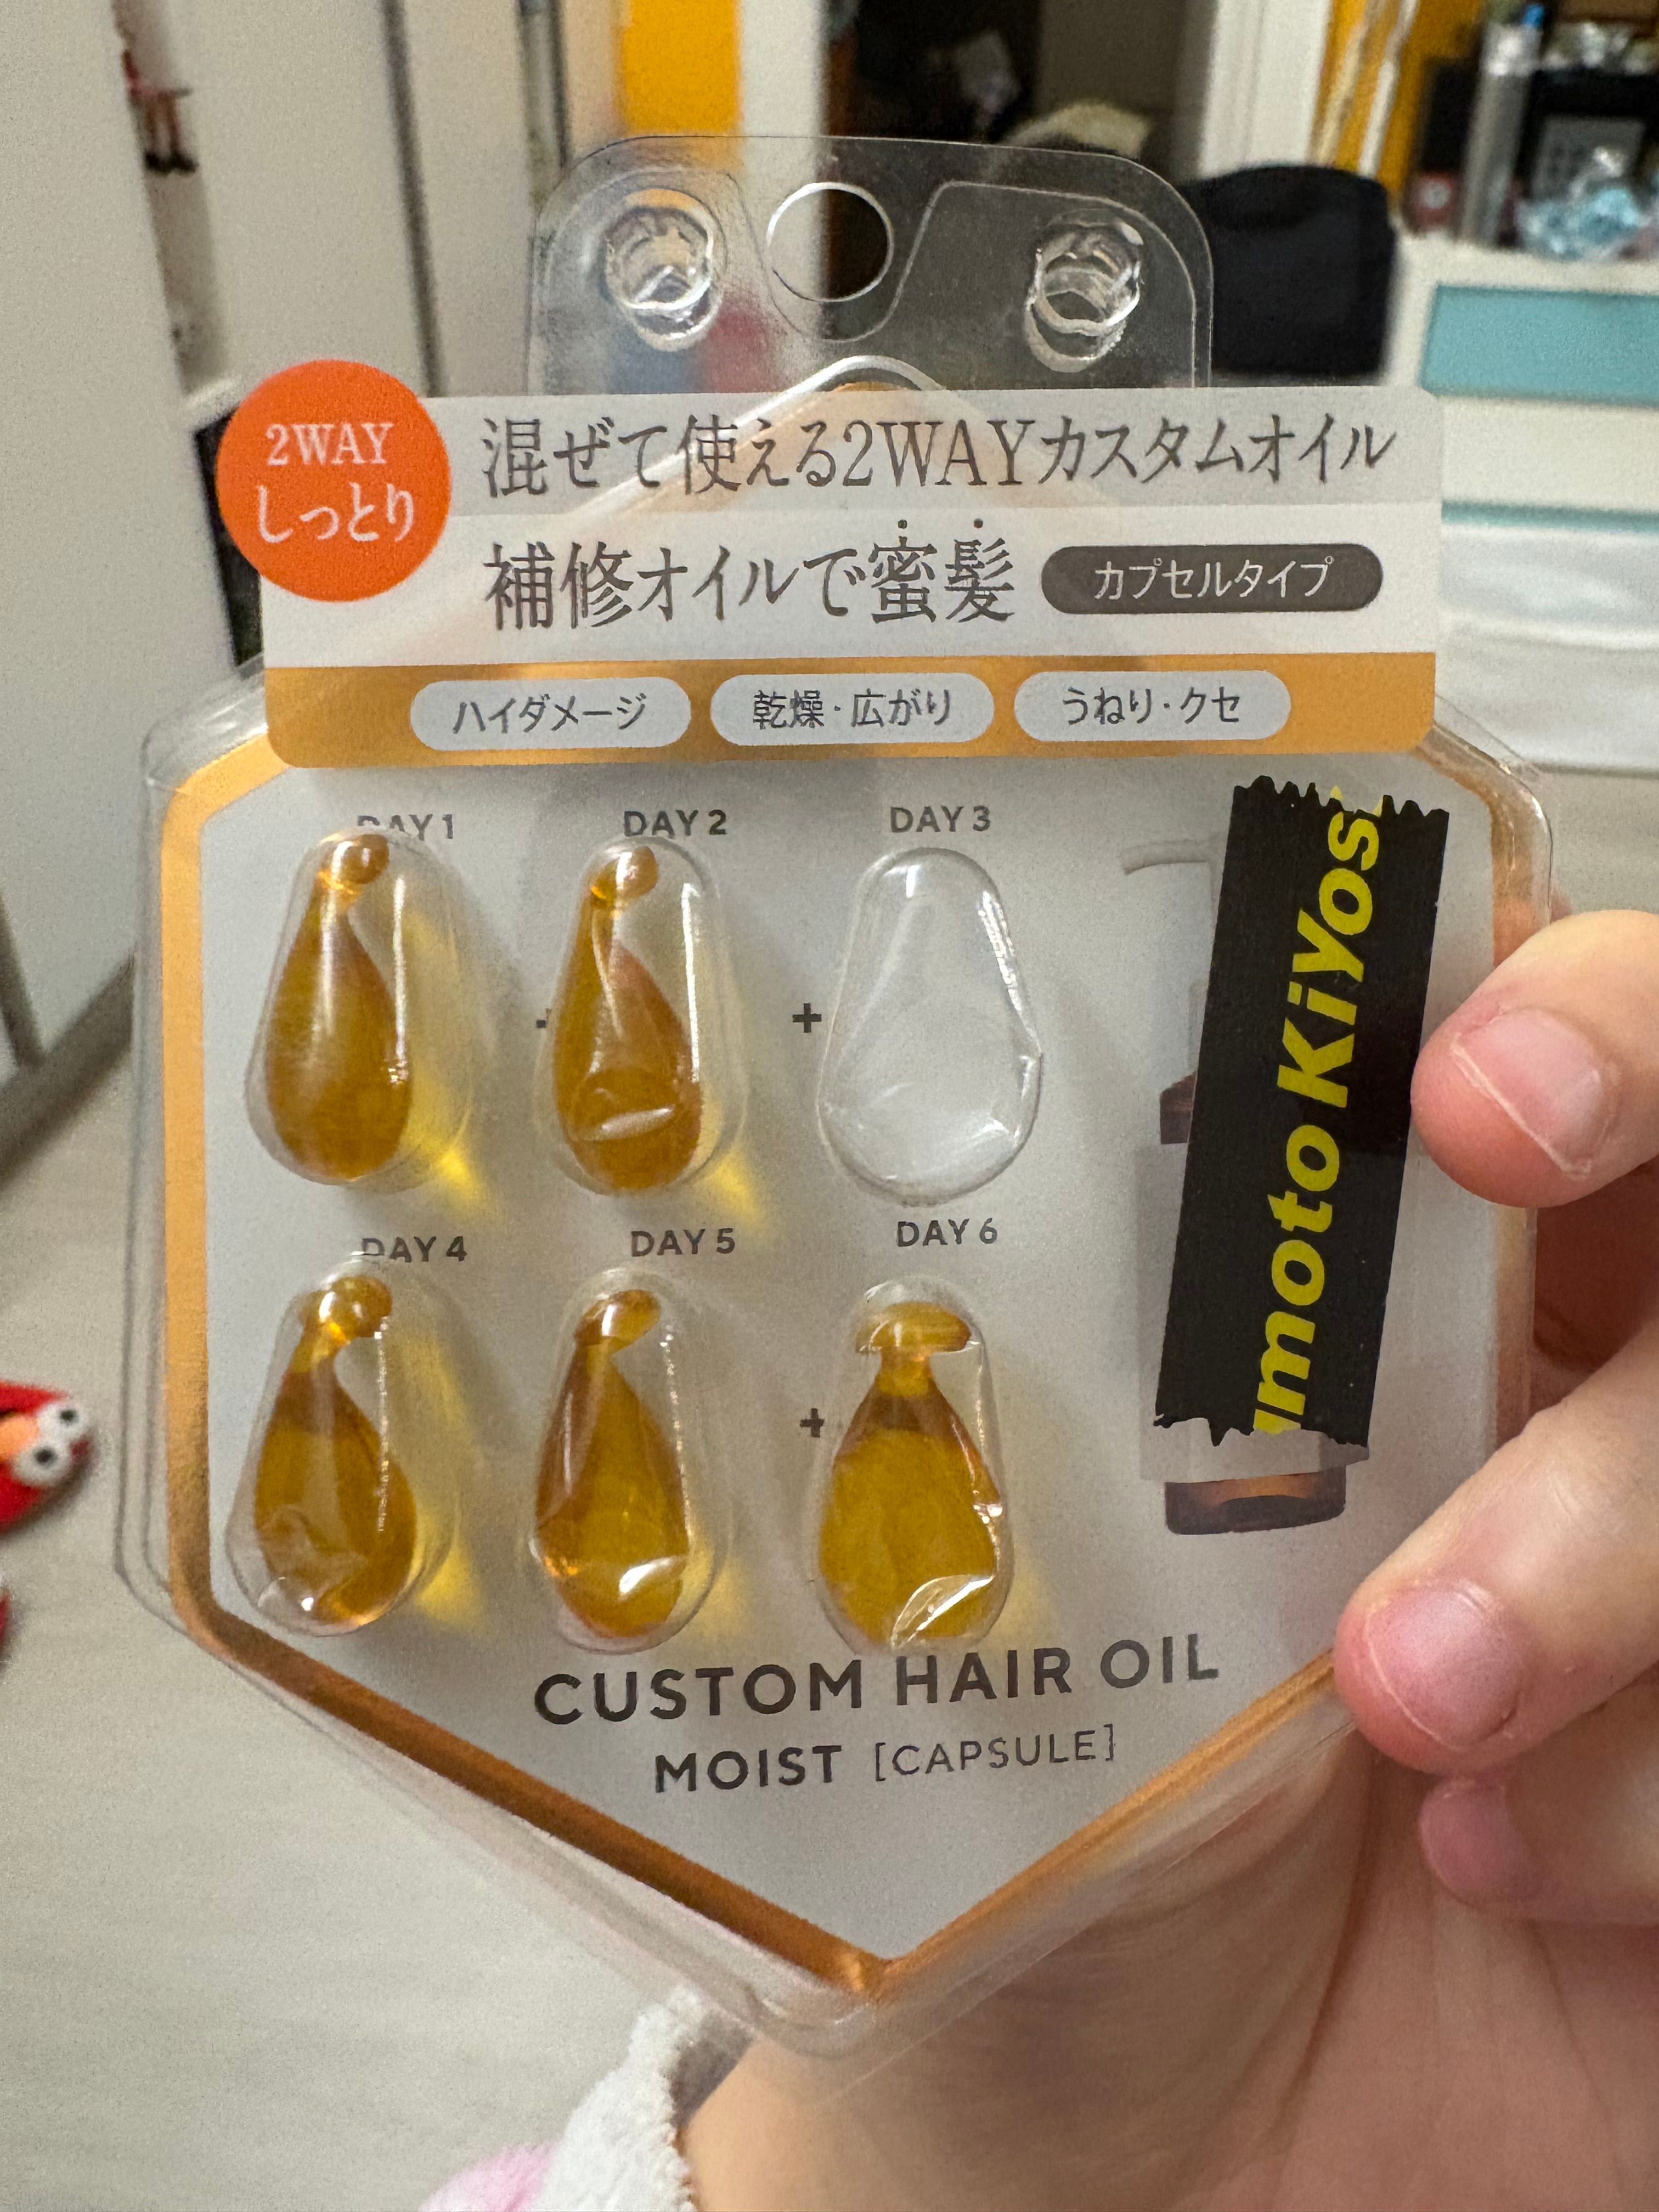 2WAY
しっとり
混ぜて使える2WAYカスタムオイル
補修オイルで蜜髪 カプセルタイプ
ハイダメージ 乾燥・広がり うねり・クセ
DAY 1 DAY 2 DAY 3
+
DAY 4 DAY 5 DAY 6
+
moto KiYos
CUSTOM HAIR OIL
MOIST [CAPSULE]